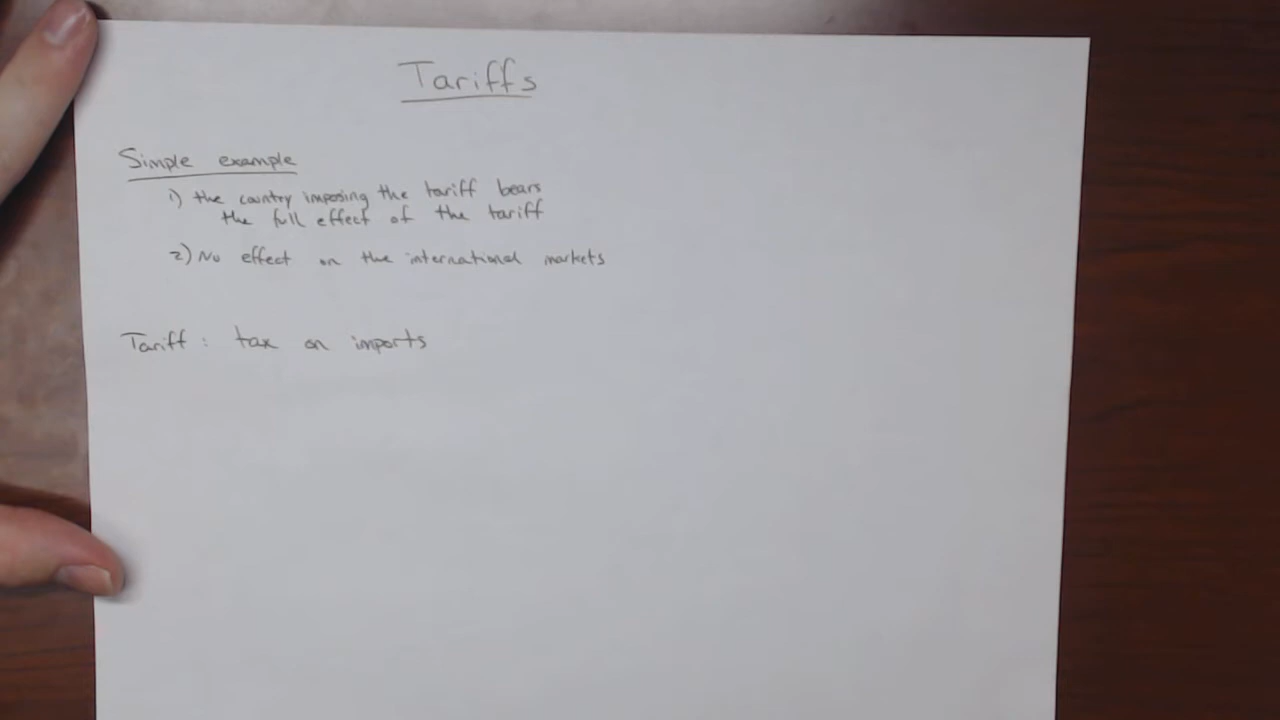 Tariffs
Simple example
1) the country imposing the tariff bears
the full effect of the tariff
2) No effect on the international markets
Tariff : tax on imports